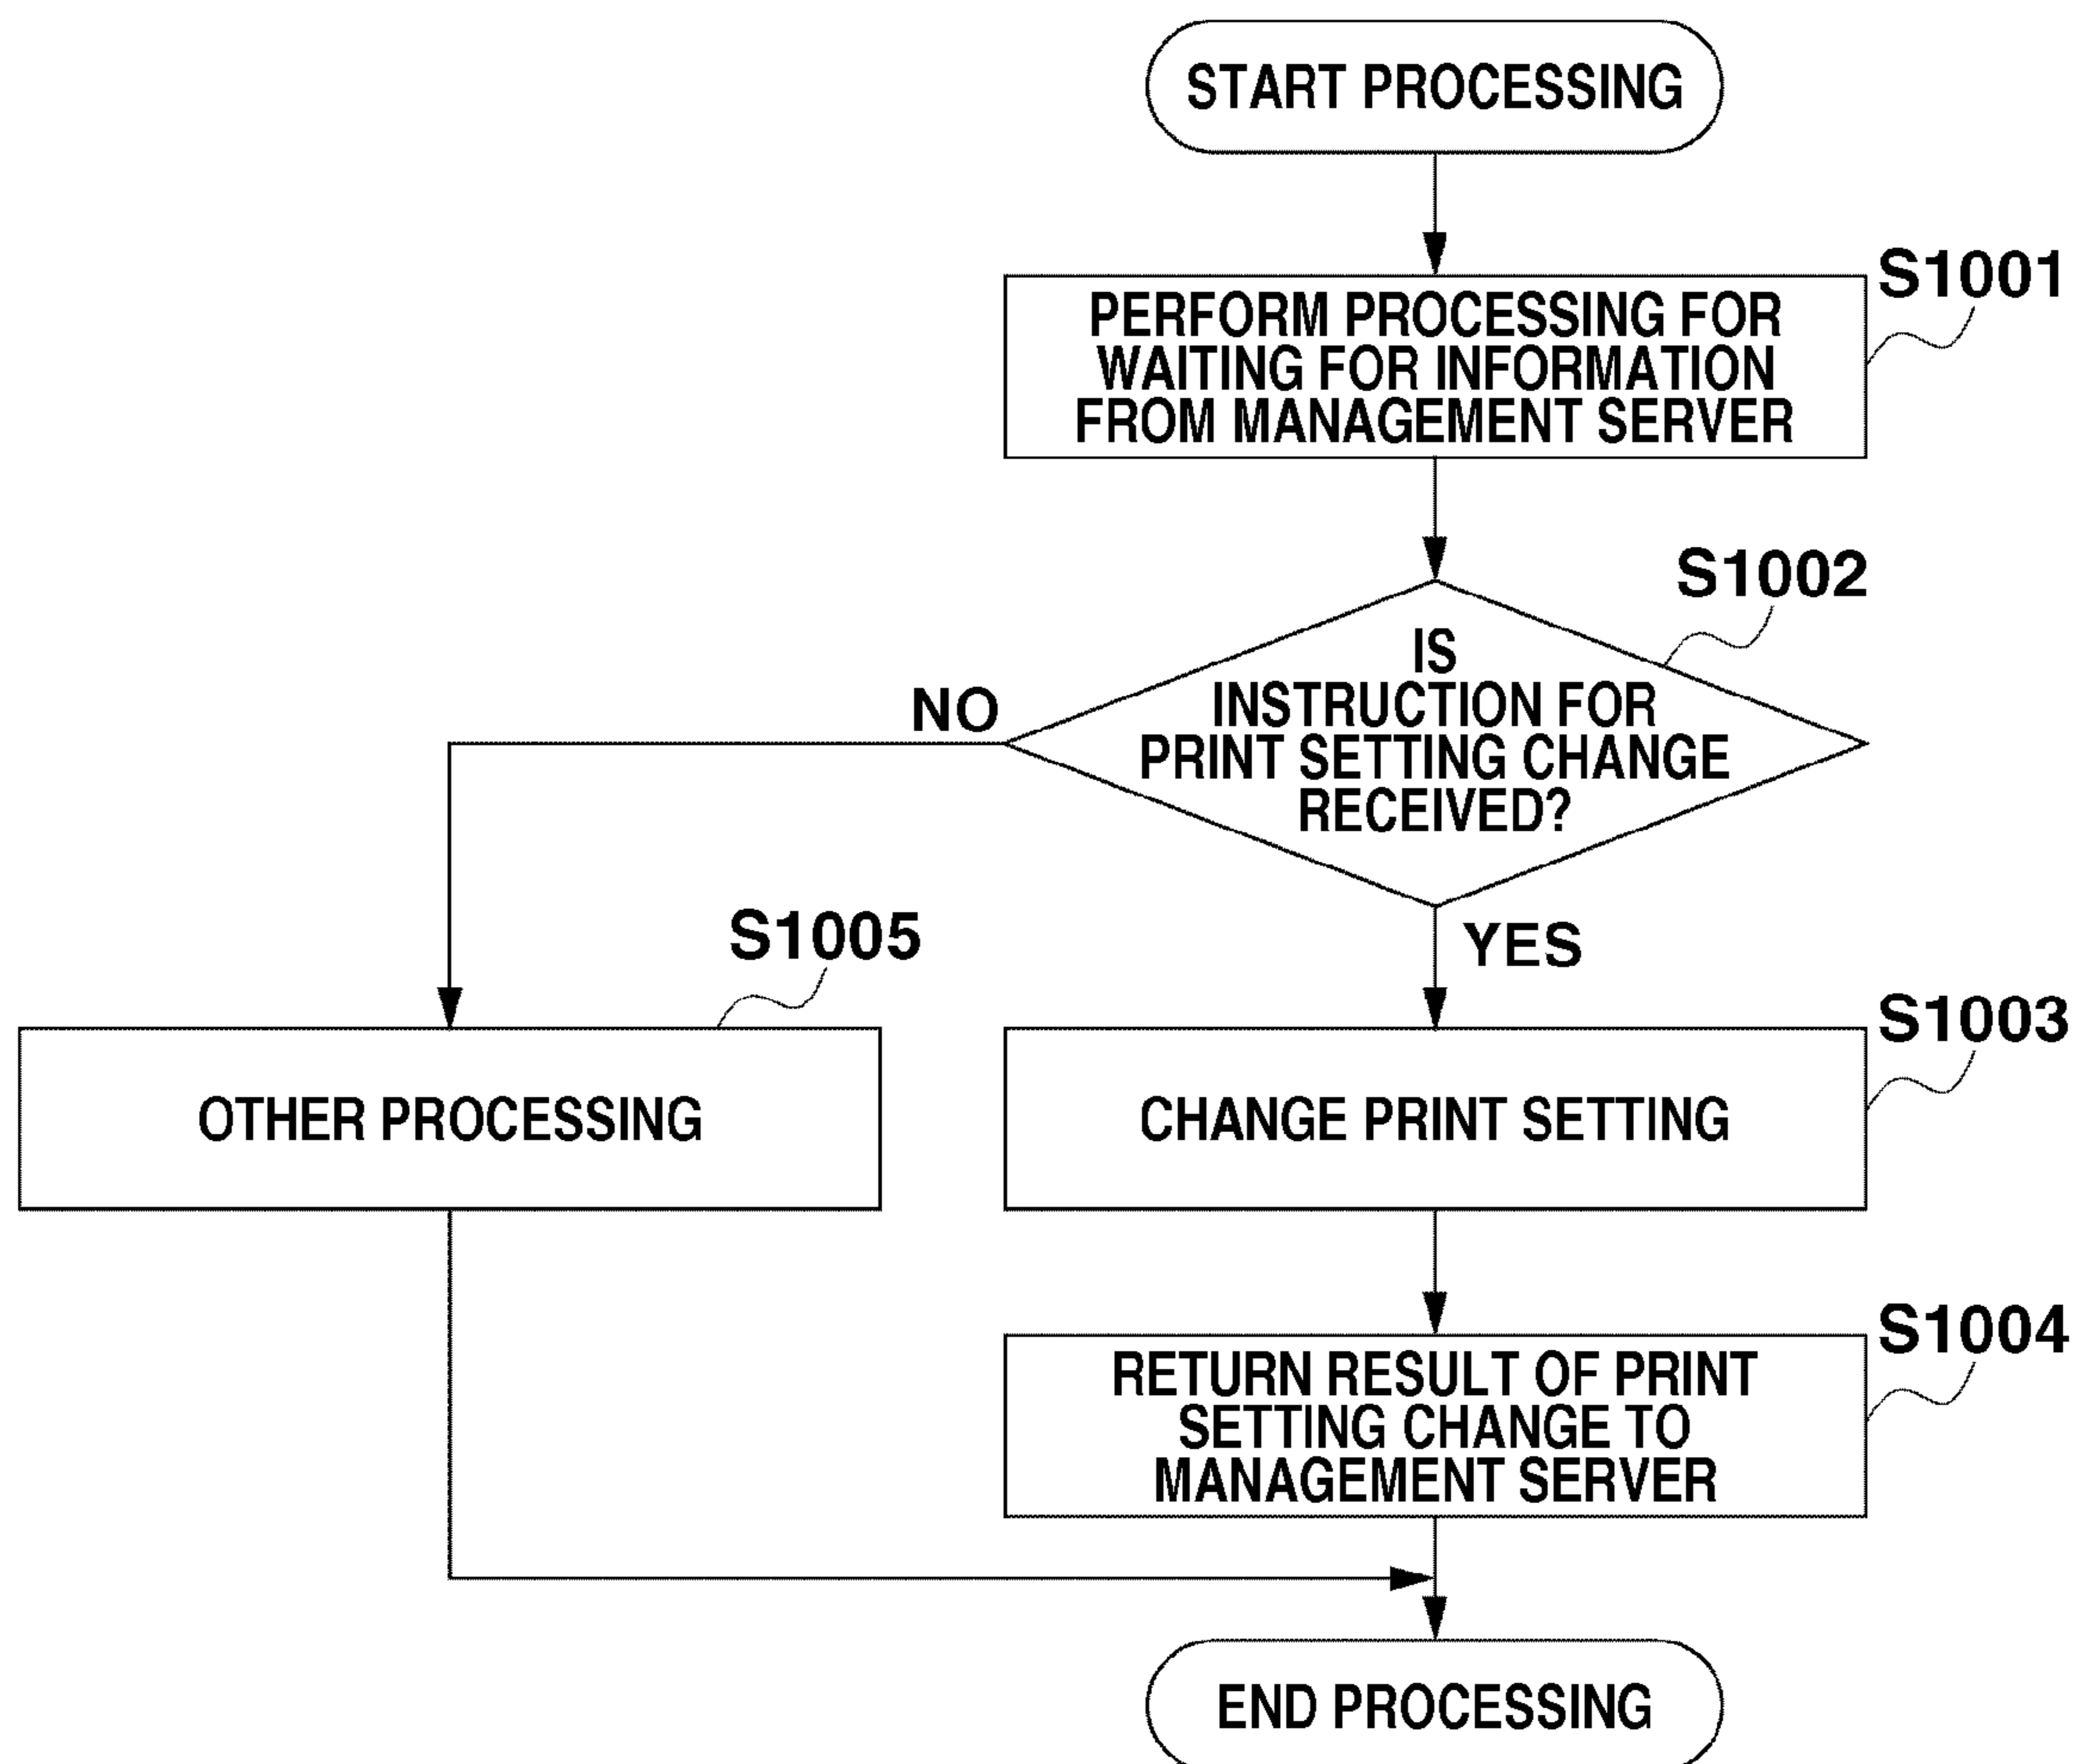 START PROCESSING
S1001
PERFORM PROCESSING FOR
WAITING FOR INFORMATION
FROM MANAGEMENT SERVER
S1002
IS
INSTRUCTION FOR
PRINT SETTING CHANGE
RECEIVED?
NO
YES
S1005
OTHER PROCESSING
S1003
CHANGE PRINT SETTING
S1004
RETURN RESULT OF PRINT
SETTING CHANGE TO
MANAGEMENT SERVER
END PROCESSING